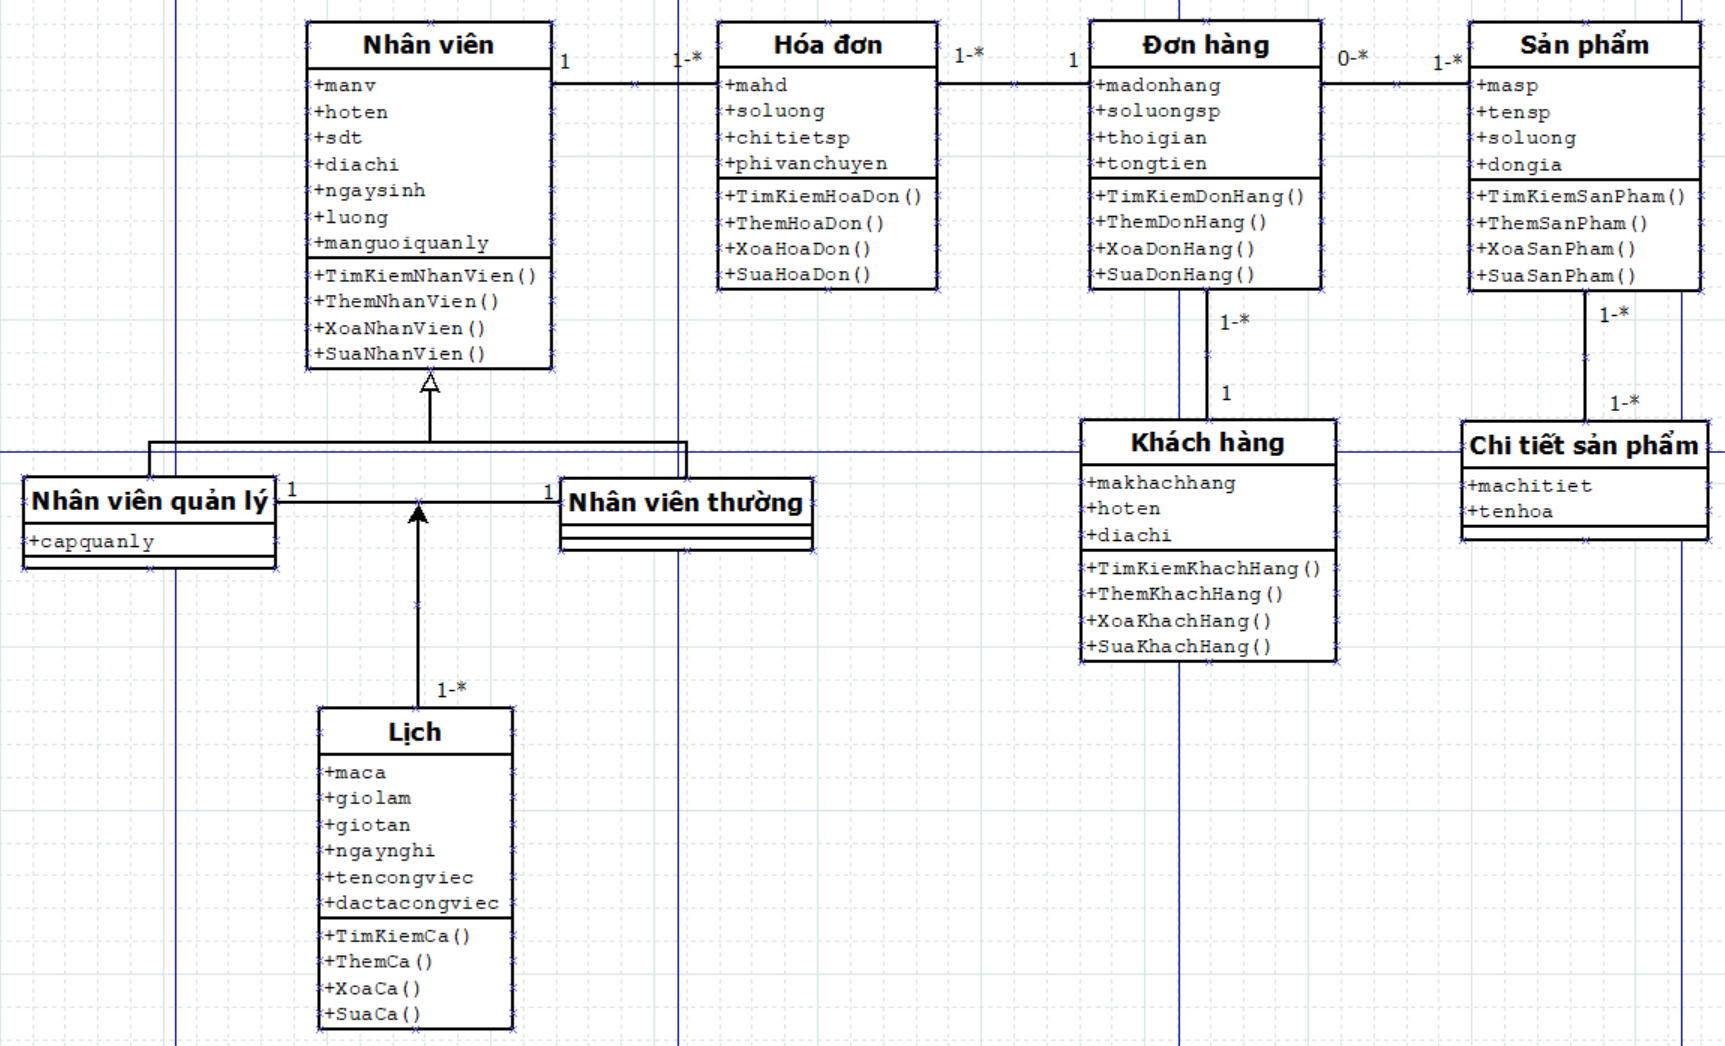 Nhân viên
+manv
+hoten
+sdt
+diachi
+ngaysinh
+luong
+manguoiquanly
+TimKiemNhanVien()
+ThemNhanVien()
+XoaNhanVien()
+SuaNhanVien()
1
1-*
Hóa đơn
+mahd
+soluong
+chitietsp
+phivanchuyen
+TimKiemHoaDon()
+ThemHoaDon()
+XoaHoaDon()
+SuaHoaDon()
1-*
1
Đơn hàng
+madonhang
+soluongsp
+thoigian
+tongtien
+TimKiemDonHang()
+ThemDonHang()
+XoaDonHang()
+SuaDonHang()
0-*
1-*
Sản phẩm
+masp
+tensp
+soluong
+dongia
+TimKiemSanPham()
+ThemSanPham()
+XoaSanPham()
+SuaSanPham()
1-*
1
1-*
1-*
Nhân viên quản lý
+capquanly
1
1
Nhân viên thường
Khách hàng
+makhachhang
+hoten
+diachi
+TimKiemKhachHang()
+ThemKhachHang()
+XoaKhachHang()
+SuaKhachHang()
Chi tiết sản phẩm
+machitiet
+tenhoa
1-*
Lịch
+maca
+giolam
+giotan
+ngaynghi
+tencongviec
+dactacongviec
+TimKiemCa()
+ThemCa()
+XoaCa()
+SuaCa()